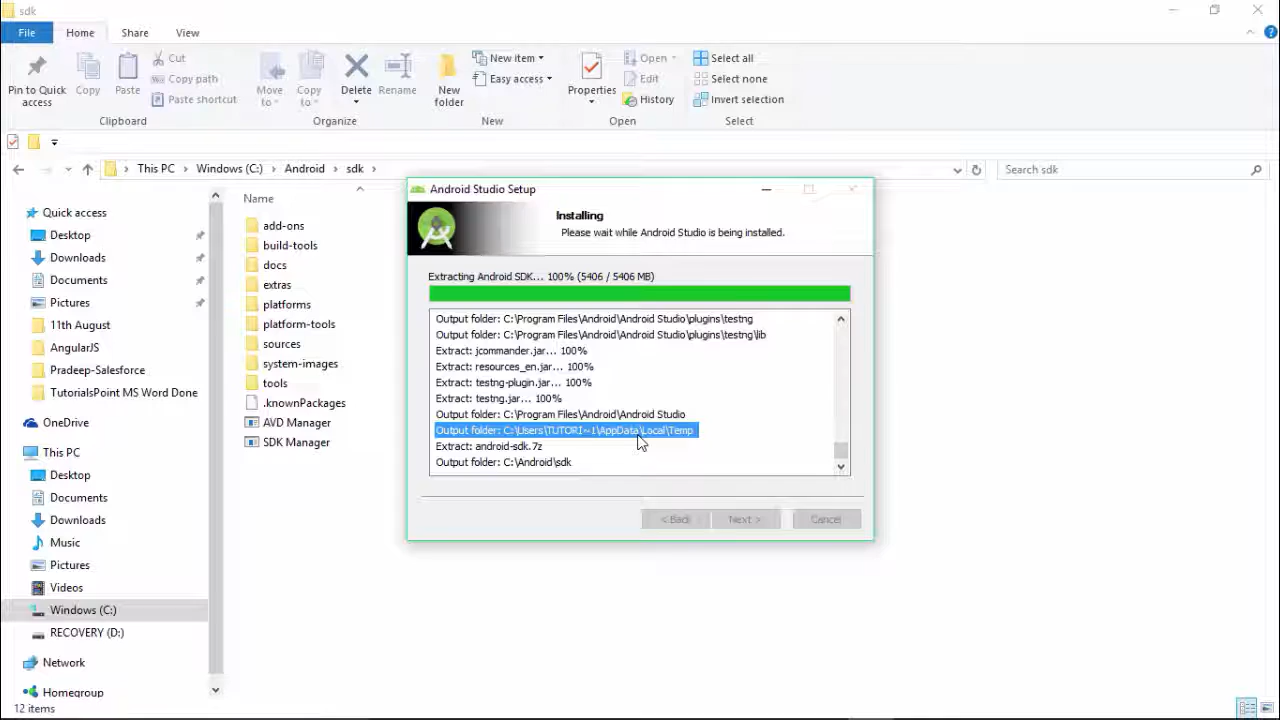 sdk
File Home Share View
Pin to Quick access
Copy
Paste
Cut
Copy path
Paste shortcut
Clipboard
Move to
Copy to
Delete
Rename
Organize
New folder
New item
Easy access
New
Properties
Open
Edit
History
Open
Select all
Select none
Invert selection
Select
This PC > Windows (C:) > Android > sdk >
Search sdk
Quick access
Desktop
Downloads
Documents
Pictures
11th August
AngularJS
Pradeep-Salesforce
TutorialsPoint MS Word Done
OneDrive
This PC
Desktop
Documents
Downloads
Music
Pictures
Videos
Windows (C:)
RECOVERY (D:)
Network
Homegroup
12 items
Name
add-ons
build-tools
docs
extras
platforms
platform-tools
sources
system-images
tools
.knownPackages
AVD Manager
SDK Manager
Android Studio Setup
Installing
Please wait while Android Studio is being installed.
Extracting Android SDK... 100% (5406 / 5406 MB)
Output folder: C:\Program Files\Android\Android Studio\plugins\testng
Output folder: C:\Program Files\Android\Android Studio\plugins\testng\lib
Extract: jcommander.jar... 100%
Extract: resources_en.jar... 100%
Extract: testng-plugin.jar... 100%
Extract: testng.jar... 100%
Output folder: C:\Program Files\Android\Android Studio
Output folder: C:\Users\TUTORI~1\AppData\Local\Temp
Extract: android-sdk.7z
Output folder: C:\Android\sdk
< Back Next > Cancel